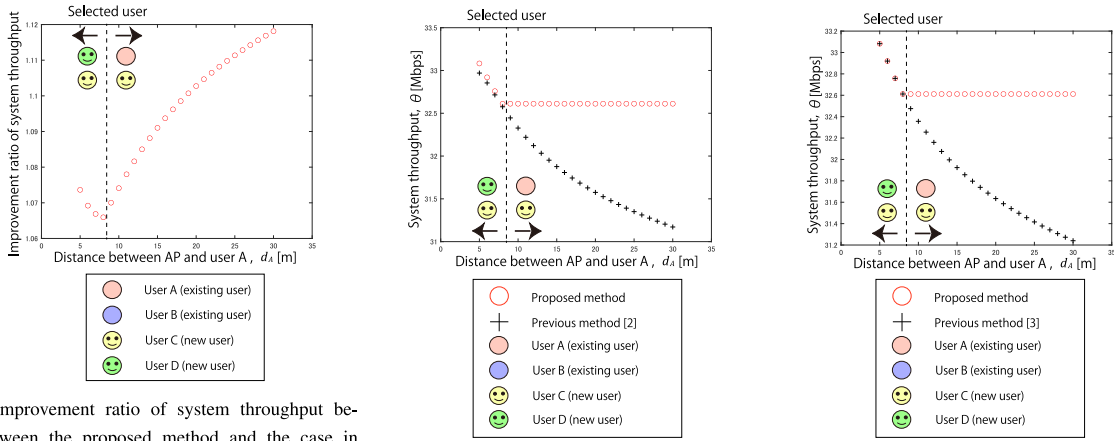 Selected user
1.12
1.11
1.1
1.09
1.08
1.07
1.06
Improvement ratio of system throughput
0 5 10 15 20 25 30 35
Distance between AP and user A , d_A [m]
User A (existing user)
User B (existing user)
User C (new user)
User D (new user)
mprovement ratio of system throughput be-
ween the proposed method and the case in
Selected user
33.5
33
32.5
32
31.5
31
System throughput, θ [Mbps]
0 5 10 15 20 25 30 35
Distance between AP and user A , d_A [m]
Proposed method
Previous method [2]
User A (existing user)
User B (existing user)
User C (new user)
User D (new user)
Selected user
33.2
33
32.8
32.6
32.4
32.2
32
31.8
31.6
31.4
31.2
System throughput, θ [Mbps]
0 5 10 15 20 25 30 35
Distance between AP and user A , d_A [m]
Proposed method
Previous method [3]
User A (existing user)
User B (existing user)
User C (new user)
User D (new user)